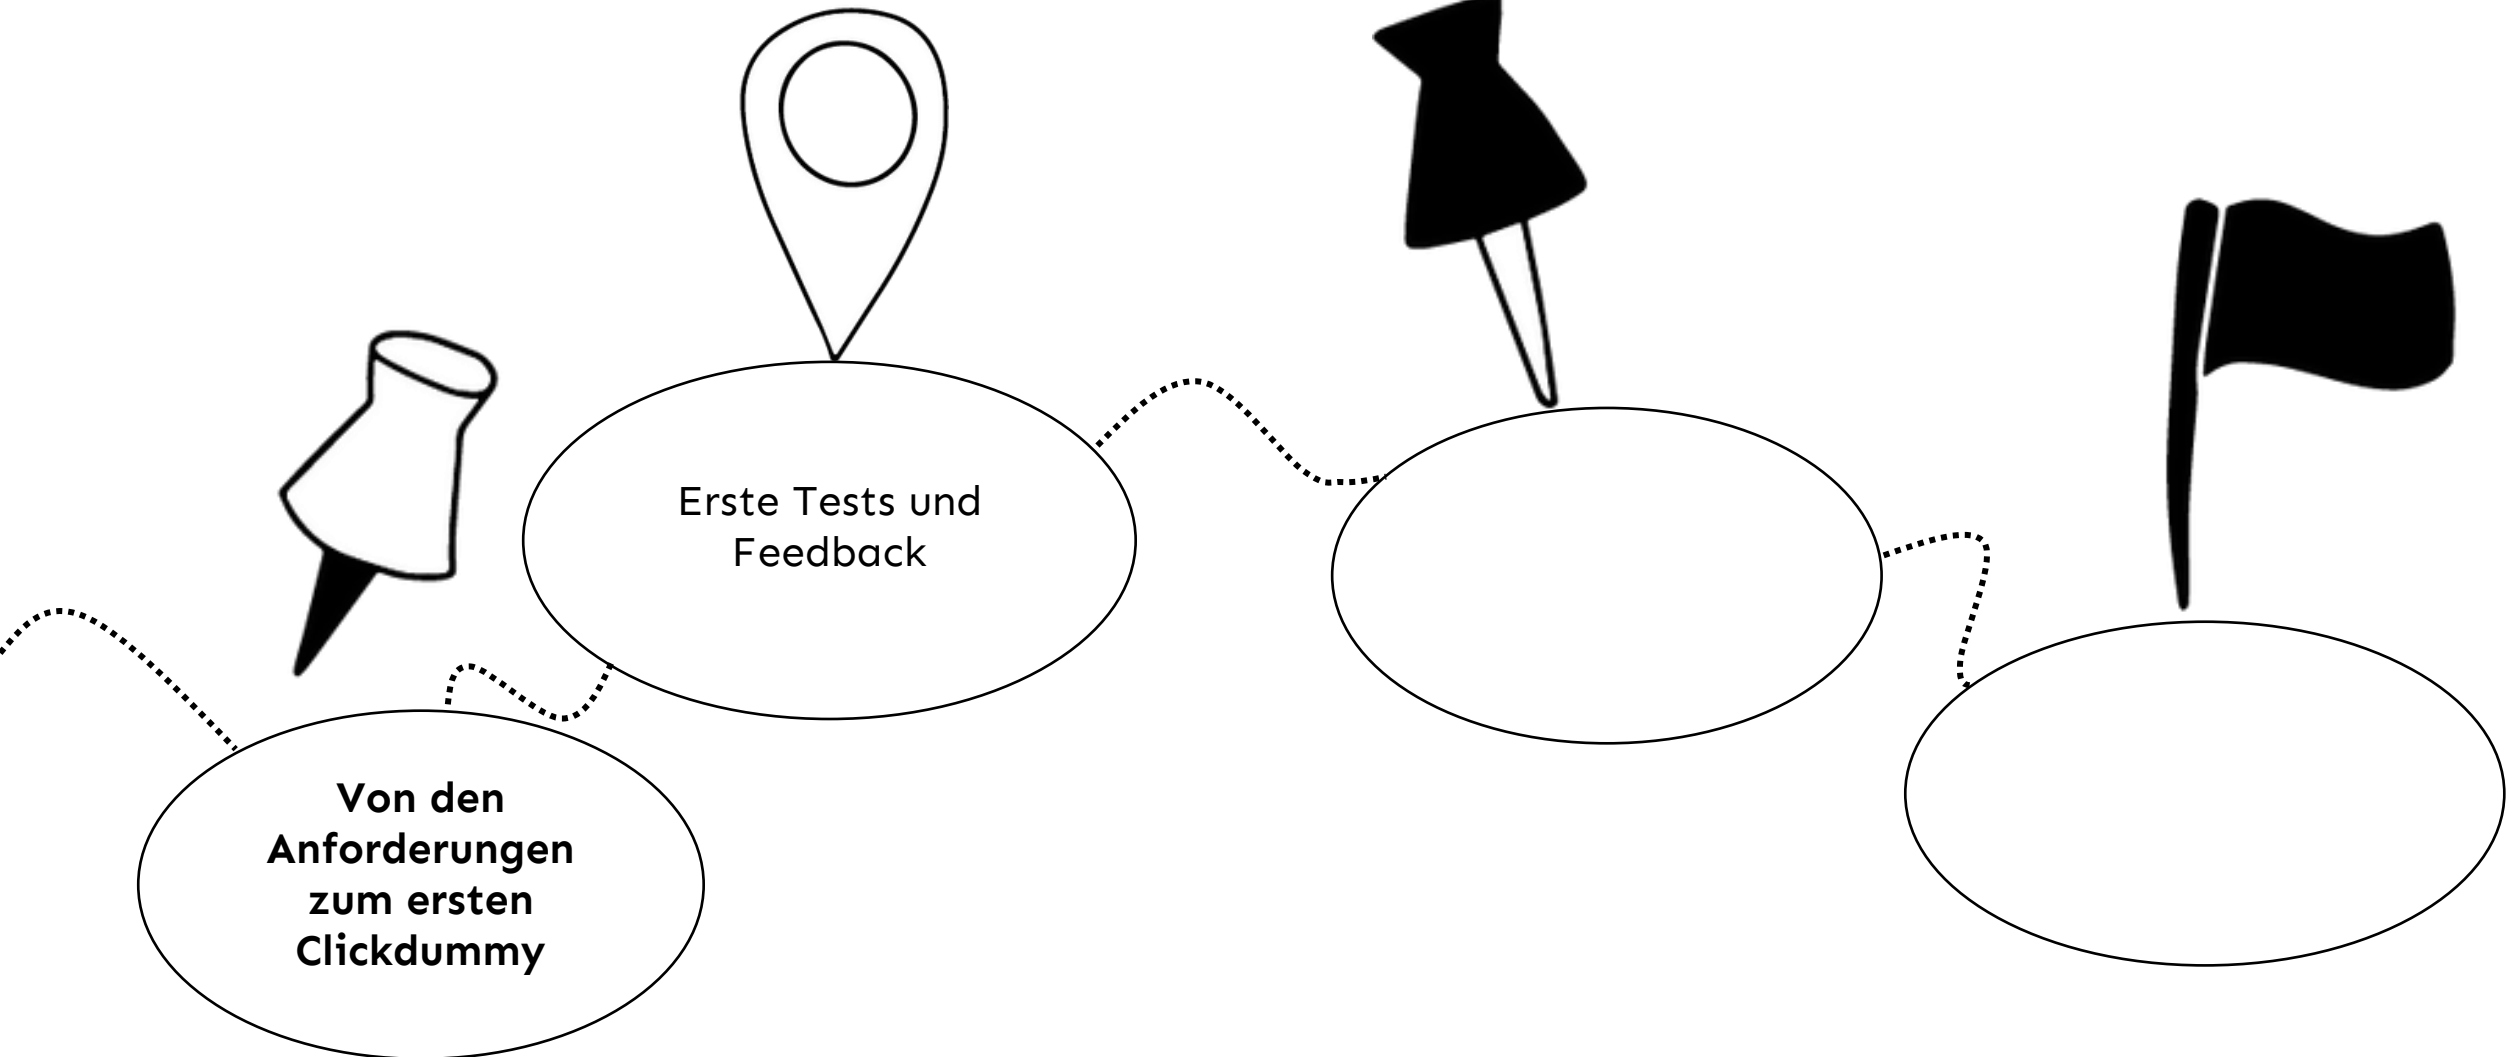 Erste Tests und
Feedback
Von den
Anforderungen
zum ersten
Clickdummy